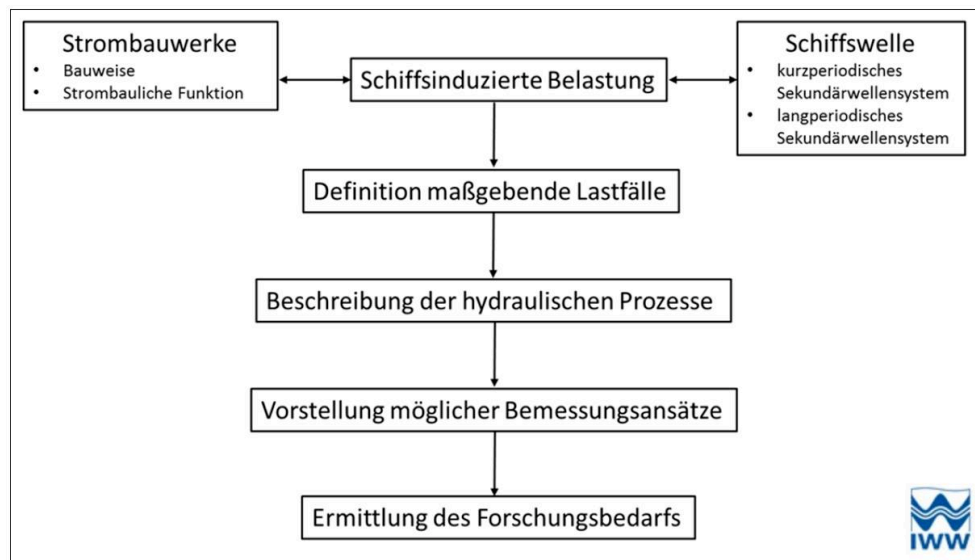 Strombauwerke
• Bauweise
• Strombauliche Funktion
Schiffsinduzierte Belastung
Schiffswelle
• kurzperiodisches
Sekundärwellensystem
• langperiodisches
Sekundärwellensystem
Definition maßgebende Lastfälle
Beschreibung der hydraulischen Prozesse
Vorstellung möglicher Bemessungsansätze
Ermittlung des Forschungsbedarfs
IWW